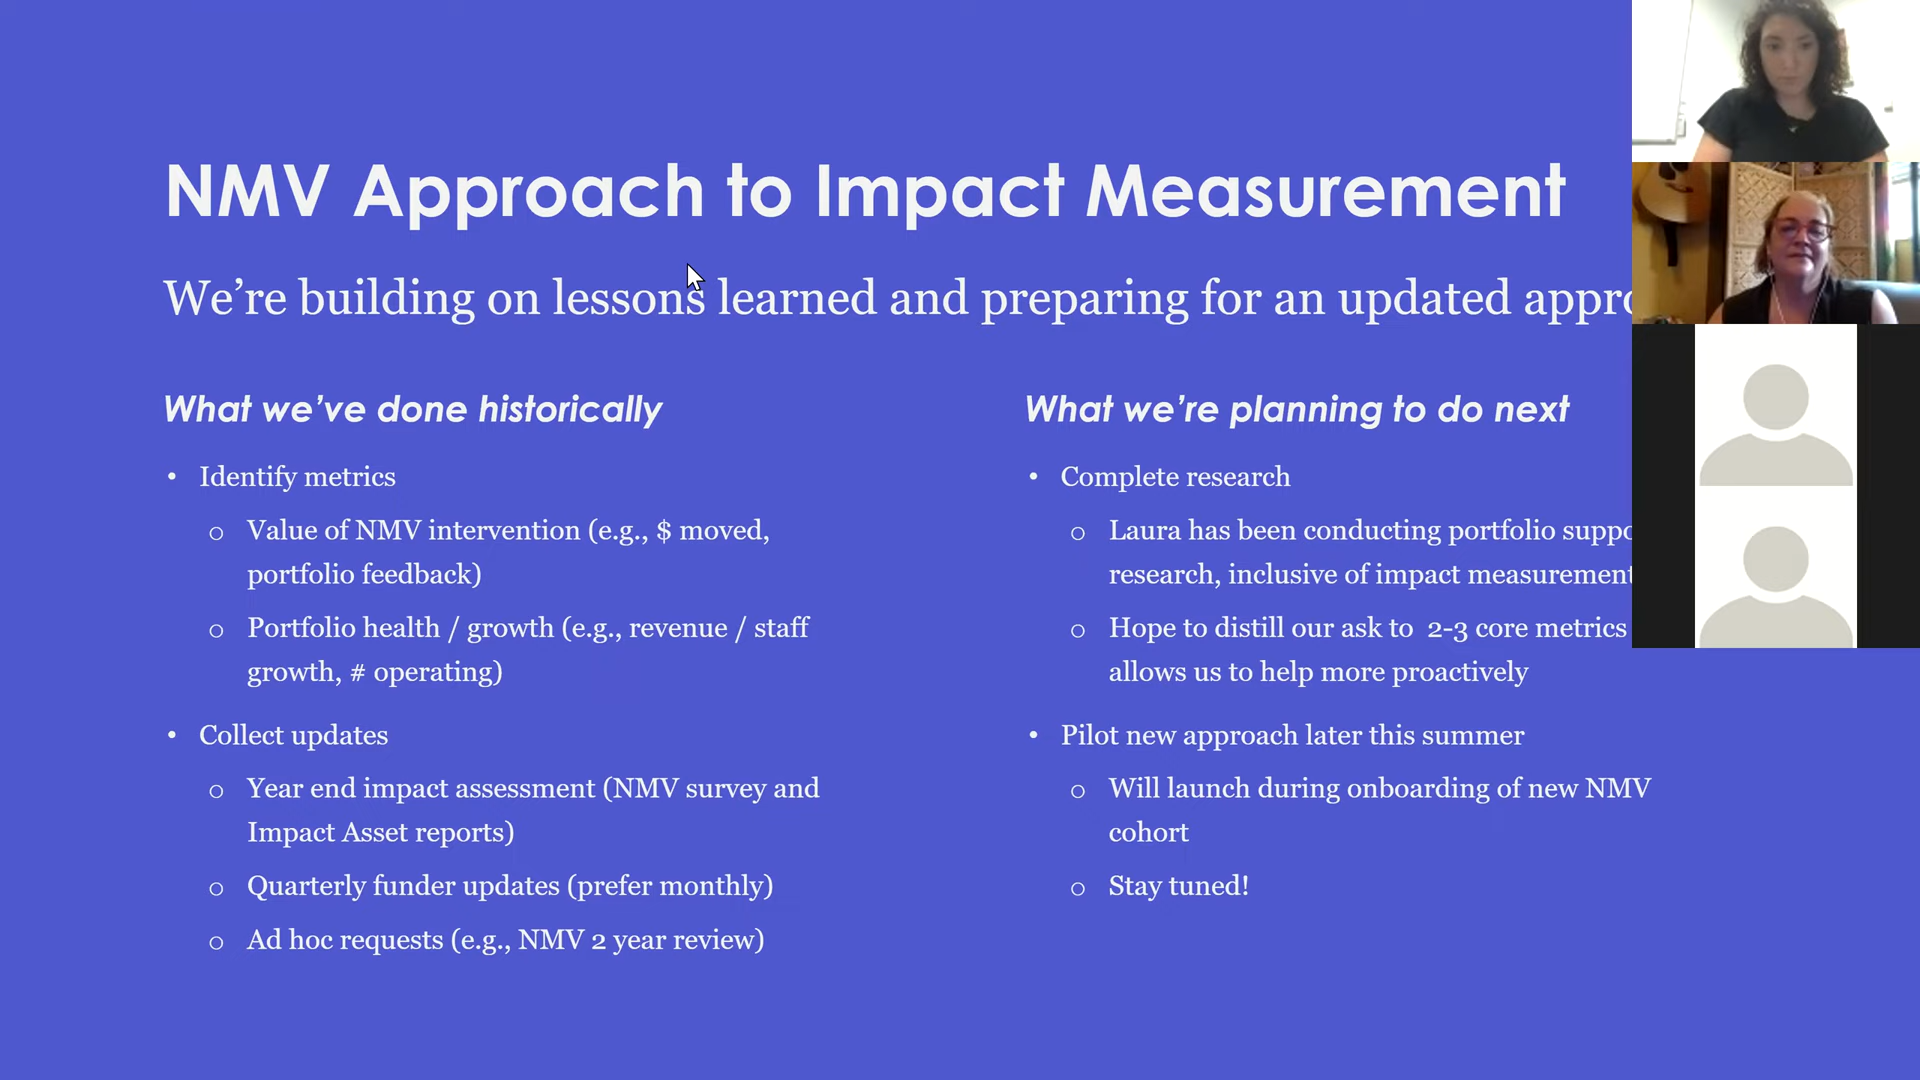 NMV Approach to Impact Measurement
We’re building on lessons learned and preparing for an updated
What we’ve done historically
• Identify metrics
o Value of NMV intervention (e.g., $ moved,
portfolio feedback)
o Portfolio health / growth (e.g., revenue / staff
growth, # operating)
• Collect updates
o Year end impact assessment (NMV survey and
Impact Asset reports)
o Quarterly funder updates (prefer monthly)
o Ad hoc requests (e.g., NMV 2 year review)
What we’re planning to do next
• Complete research
o Laura has been conducting portfolio
research, inclusive of impact measurement
o Hope to distill our ask to 2-3 core metrics
allows us to help more proactively
• Pilot new approach later this summer
o Will launch during onboarding of new NMV
cohort
o Stay tuned!